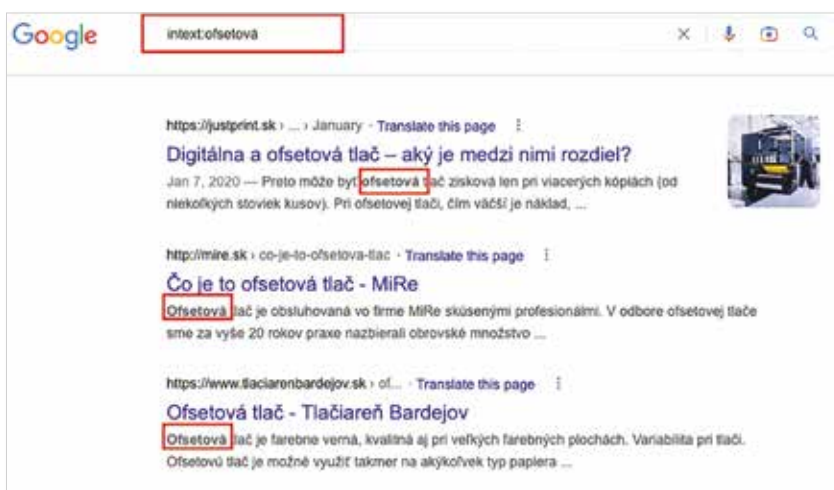 Google
intext:ofsetová
https://justprint.sk › ... › January · Translate this page
Digitálna a ofsetová tlač – aký je medzi nimi rozdiel?
Jan 7, 2020 — Preto môže byť ofsetová tlač zisková len pri viacerých kópiách (od
niekoľkých stoviek kusov). Pri ofsetovej tlači, čím väčší je náklad, ...
http://mire.sk › co-je-to-ofsetova-tlac · Translate this page
Čo je to ofsetová tlač - MiRe
Ofsetová tlač je obsluhovaná vo firme MiRe skúsenými profesionálmi. V odbore ofsetovej tlače
sme za vyše 20 rokov praxe nazbierali obrovské množstvo ...
https://www.tlaciarenbardejov.sk › of... · Translate this page
Ofsetová tlač - Tlačiareň Bardejov
Ofsetová tlač je farebne verná, kvalitná aj pri veľkých farebných plochách. Variabilita pri tlači.
Ofsetovú tlač je možné využiť takmer na akýkoľvek typ papiera ...